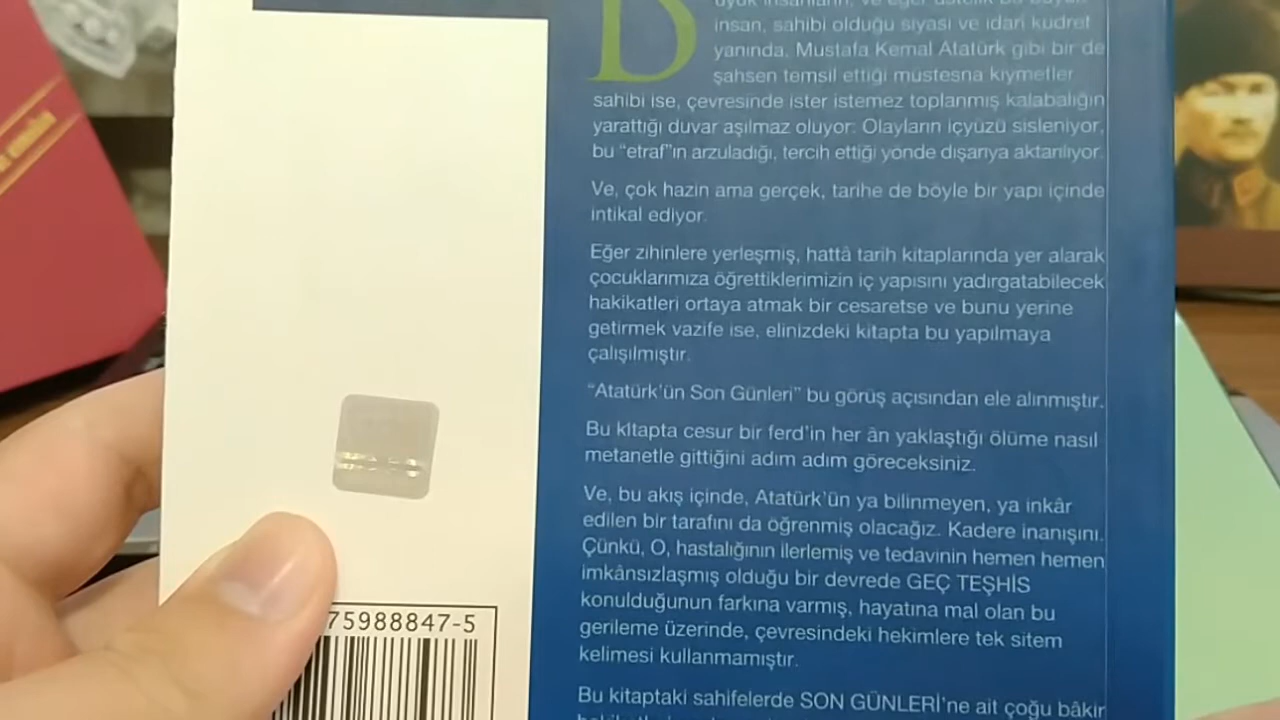 B
insan, sahibi olduğu siyasi ve idari kudret
yanında, Mustafa Kemal Atatürk gibi bir de
şahsen temsil ettiği müstesna kıymetler
sahibi ise, çevresinde ister istemez toplanmış kalabalığın
yarattığı duvar aşılmaz oluyor. Olayların içyüzü sisleniyor,
bu “etraf”ın arzuladığı, tercih ettiği yönde dışarıya aktarılıyor.
Ve, çok hazin ama gerçek, tarihe de böyle bir yapı içinde
intikal ediyor.
Eğer zihinlere yerleşmiş, hattâ tarih kitaplarında yer alarak
çocuklarımıza öğrettiklerimizin iç yapısını yadırgatabilecek
hakikatleri ortaya atmak bir cesaretse ve bunu yerine
getirmek vazife ise, elinizdeki kitapta bu yapılmaya
çalışılmıştır.
“Atatürk’ün Son Günleri” bu görüş açısından ele alınmıştır.
Bu kitapta cesur bir ferd’in her ân yaklaştığı ölüme nasıl
metanetle gittiğini adım adım göreceksiniz.
Ve, bu akış içinde, Atatürk’ün ya bilinmeyen, ya inkâr
edilen bir tarafını da öğrenmiş olacağız. Kadere inanışını.
Çünkü, O, hastalığının ilerlemiş ve tedavinin hemen hemen
imkânsızlaşmış olduğu bir devrede GEÇ TEŞHİS
konulduğunun farkına varmış, hayatına mal olan bu
gerileme üzerinde, çevresindeki hekimlere tek sitem
kelimesi kullanmamıştır.
Bu kitaptaki sahifelerde SON GÜNLERİ’ne ait çoğu bâkir
75988847-5